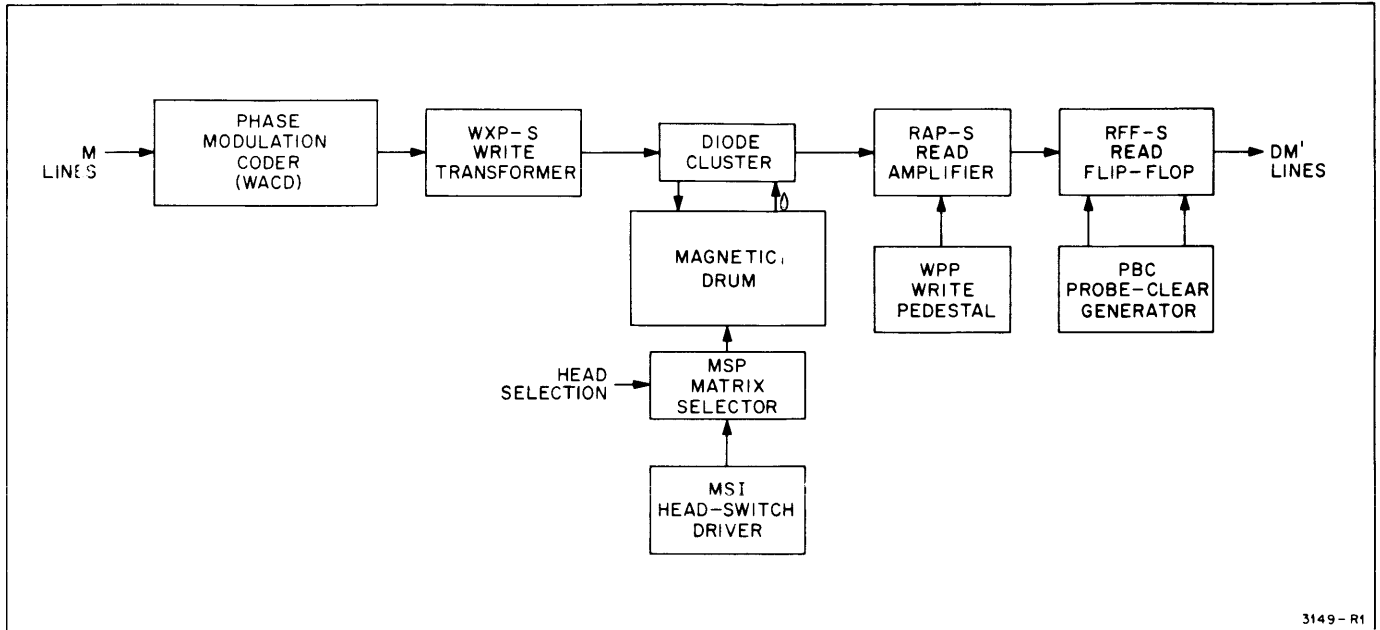 M
LINES
PHASE
MODULATION
CODER
(WACD)
WXP-S
WRITE
TRANSFORMER
DIODE
CLUSTER
RAP-S
READ
AMPLIFIER
RFF-S
READ
FLIP-FLOP
DM'
LINES
MAGNETIC
DRUM
WPP
WRITE
PEDESTAL
PBC
PROBE-CLEAR
GENERATOR
HEAD
SELECTION
MSP
MATRIX
SELECTOR
MSI
HEAD-SWITCH
DRIVER
3149-R1